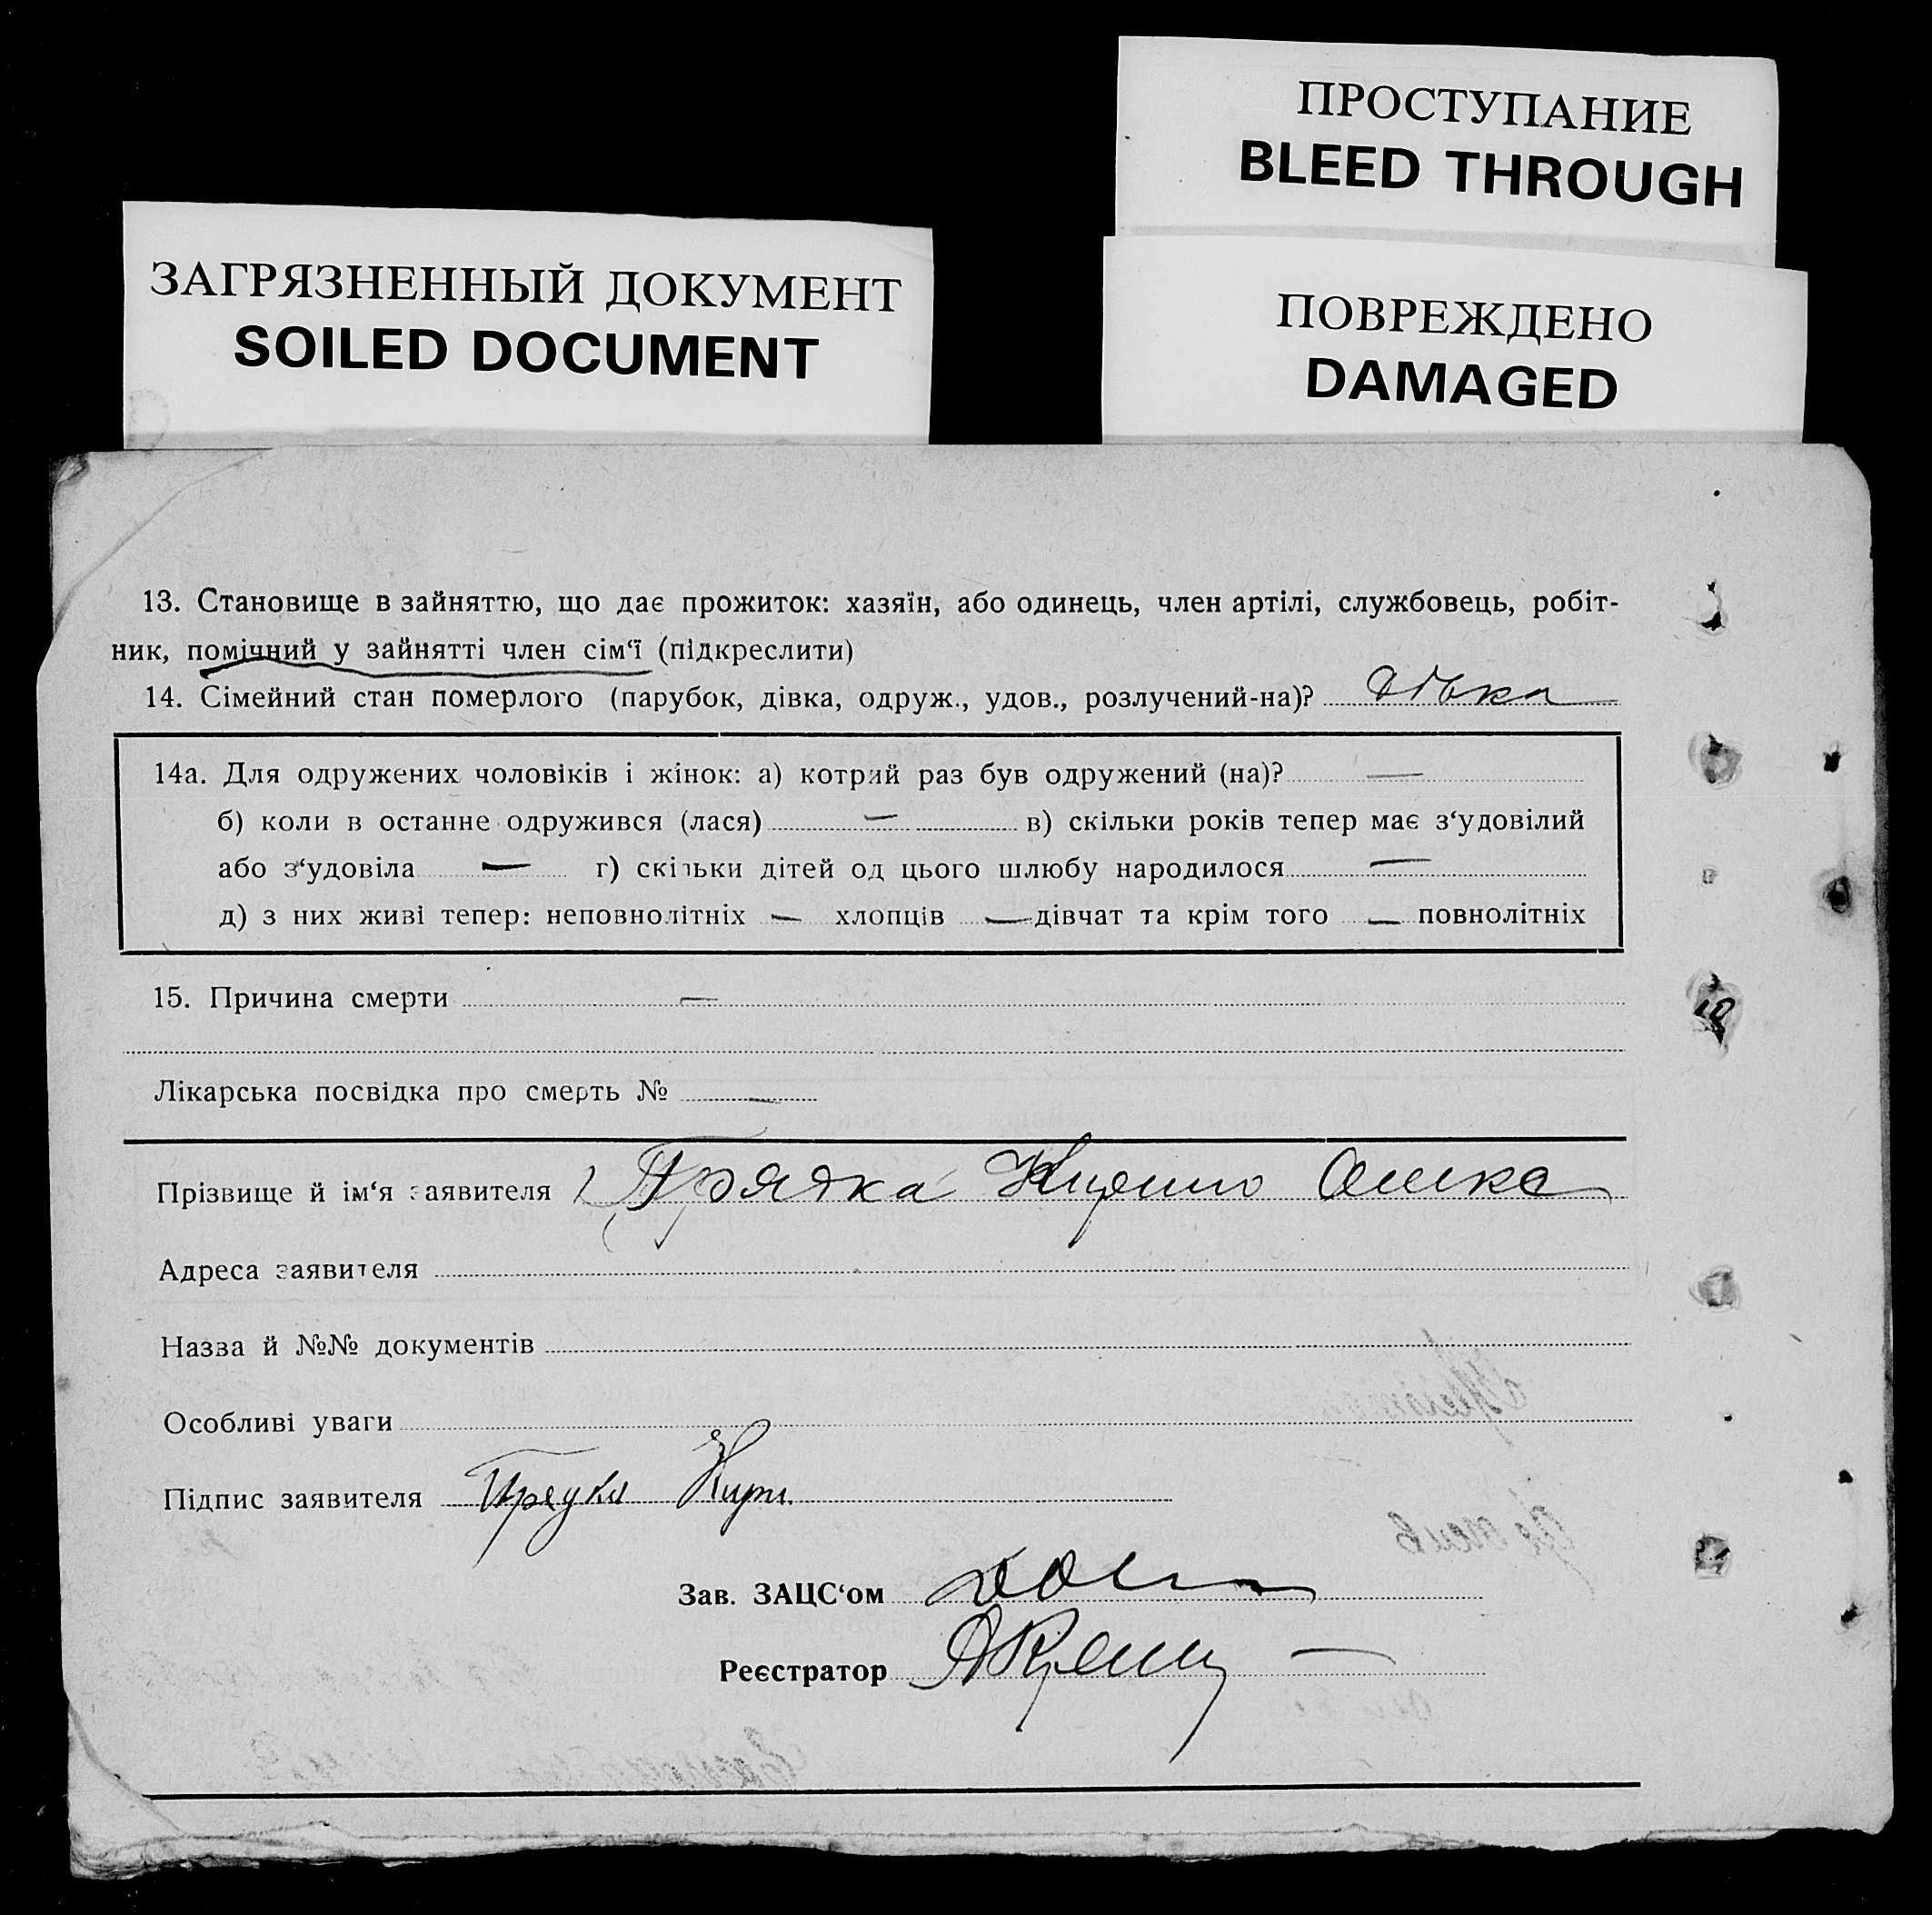 ПРОСТУПАНИЕ
BLEED THROUGH
ЗАГРЯЗНЕННЫЙ ДОКУМЕНТ
SOILED DOCUMENT
ПОВРЕЖДЕНО
DAMAGED
13. Становище в зайняттю, що дає прожиток: хазяїн, або одинець, член артілі, службовець, робіт-
ник, помічний у зайнятті член сім‘ї (підкреслити)
14. Сімейний стан померлого (парубок, дівка, одруж., удов., розлучений-на)? дівка
14а. Для одружених чоловіків і жінок: а) котрий раз був одружений (на)? —
б) коли в останне одружився (лася) — в) скільки років тепер має з‘удовілий
або з‘удовіла — г) скільки дітей од цього шлюбу народилося —
д) з них живі тепер: неповнолітніх — хлопців — дівчат та крім того — повнолітніх
15. Причина смерти —
Лікарська посвідка про смерть № —
Прізвище й ім‘я заявителя
Адреса заявителя
Назва й №№ документів
Особливі уваги
Підпис заявителя
Зав. ЗАЦС‘ом
Реєстратор